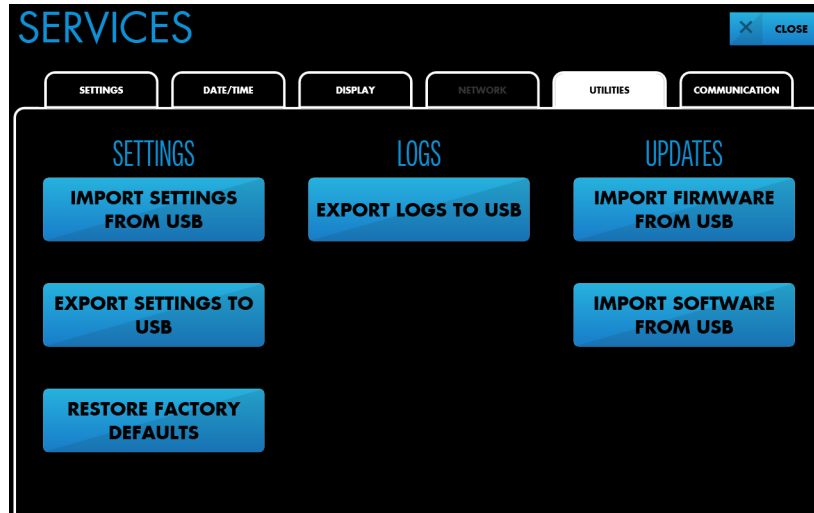 SERVICES
CLOSE
SETTINGS
DATE/TIME
DISPLAY
NETWORK
UTILITIES
COMMUNICATION
SETTINGS
LOGS
UPDATES
IMPORT SETTINGS
FROM USB
EXPORT LOGS TO USB
IMPORT FIRMWARE
FROM USB
EXPORT SETTINGS TO
USB
IMPORT SOFTWARE
FROM USB
RESTORE FACTORY
DEFAULTS